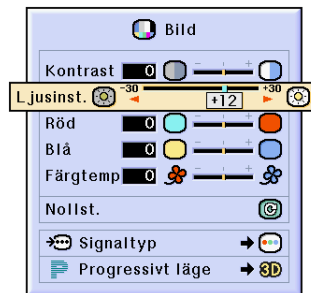 Bild
Kontrast 0 - +
Ljusinst. -30 +12 +30
Röd 0 - +
Blå 0 - +
Färgtemp 0 - +
Nollst.
Signaltyp
P Progressivt läge 3D